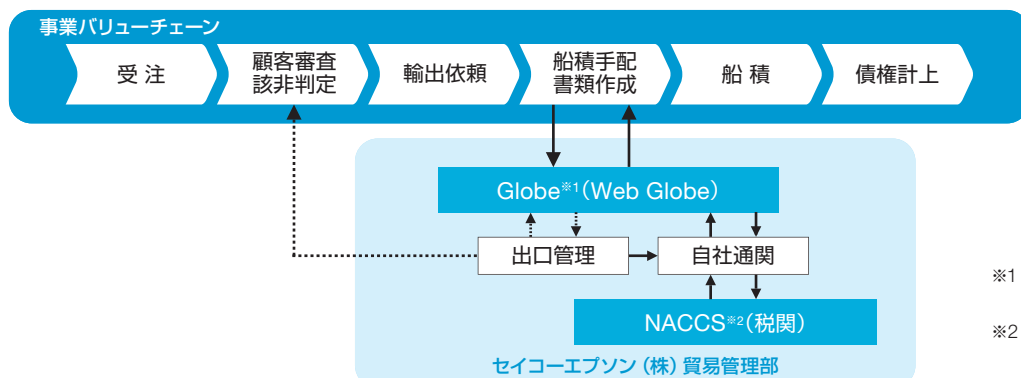 事業バリューチェーン
受 注
顧客審査
該非判定
輸出依頼
船積手配
書類作成
船 積
債権計上
Globe※1(Web Globe)
出口管理
自社通関
NACCS※2(税関)
セイコーエプソン(株)貿易管理部
※1
※2